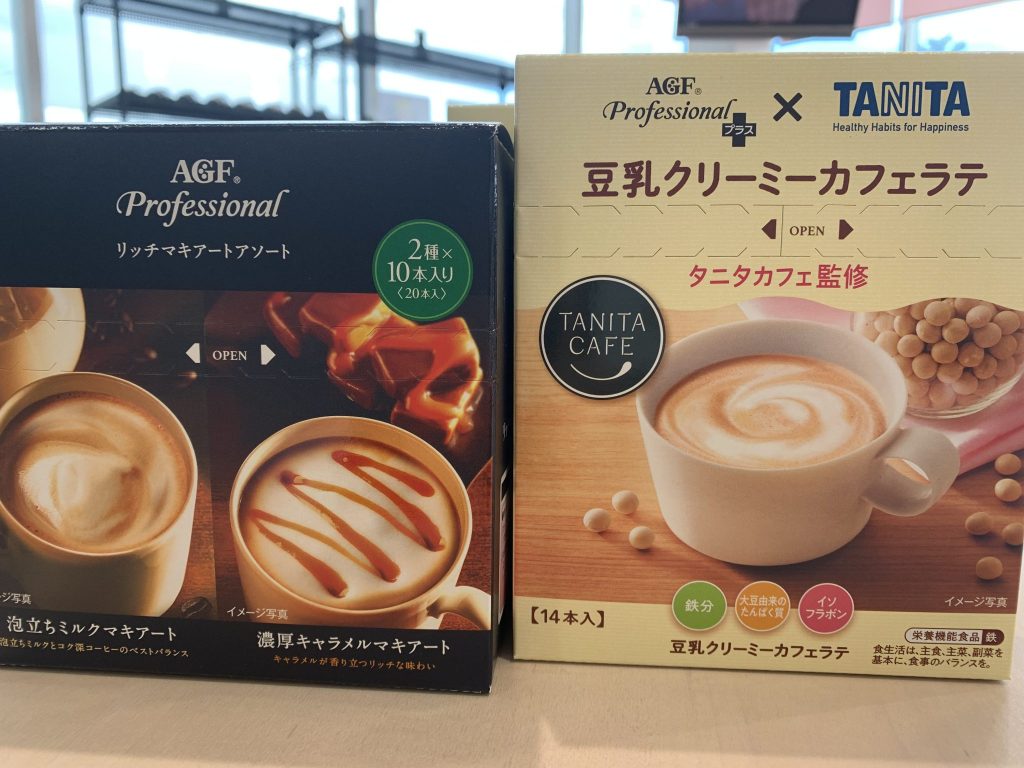 AGF®
Professional
リッチマキアートアソート
2種×
10本入り
〈20本入〉
OPEN
イメージ写真
泡立ちミルクマキアート
泡立ちミルクとコク深コーヒーのベストバランス
イメージ写真
濃厚キャラメルマキアート
キャラメルが香り立つリッチな味わい
AGF®
Professional
プラス
×
TANITA
Healthy Habits for Happiness
豆乳クリーミーカフェラテ
OPEN
タニタカフェ監修
TANITA
CAFE
【14本入】
鉄分
大豆由来の
たんぱく質
イソ
フラボン
豆乳クリーミーカフェラテ
イメージ写真
栄養機能食品 鉄
食生活は、主食、主菜、副菜を
基本に、食事のバランスを。